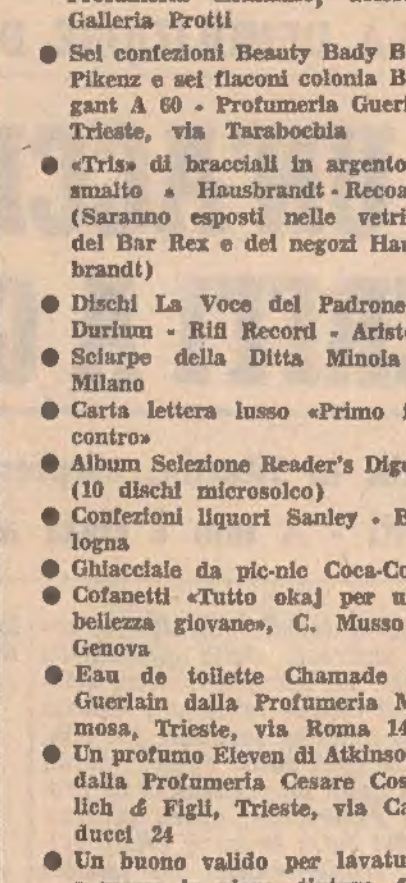 Galleria Protti
● Sei confezioni Beauty Bady B
Pikenz e sei flaconi colonia B
gant A 60 - Profumeria Guerl
Trieste, via Tarabochia
● «Tris» di bracciali in argento
smalto « Hausbrandt - Recoa
(Saranno esposti nelle vetri
del Bar Rex e dei negozi Hau
brandt)
● Dischi La Voce del Padrone
Durium - Rifi Record - Ariste
● Sciarpe della Ditta Minola
Milano
● Carta lettera lusso «Primo i
contro»
● Album Selezione Reader's Dige
(10 dischi microsolco)
● Confezioni liquori Sanley - B
logna
● Ghiacciaie da pic-nic Coca-Co
● Cofanetti «Tutto okaj per u
bellezza giovane», C. Musso
Genova
● Eau de toilette Chamade
Guerlain dalla Profumeria M
mosa, Trieste, via Roma 14
● Un profumo Eleven di Atkinso
dalla Profumeria Cesare Cos
lich & Figli, Trieste, via Ca
ducci 24
● Un buono valido per lavatu